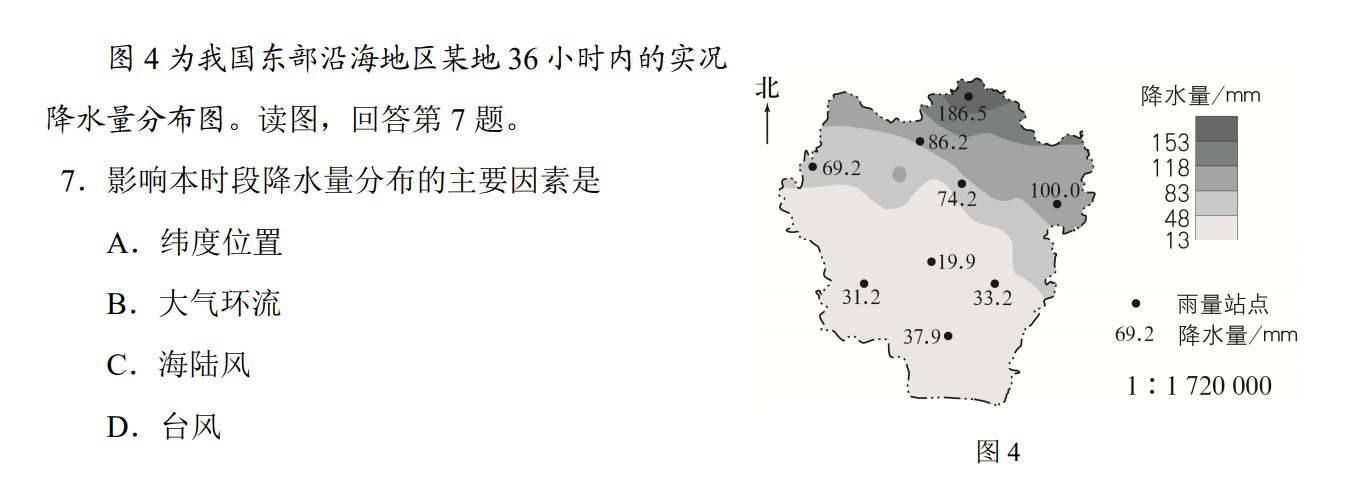 图 4 为我国东部沿海地区某地 36 小时内的实况
降水量分布图。读图，回答第 7 题。
7．影响本时段降水量分布的主要因素是
A．纬度位置
B．大气环流
C．海陆风
D．台风
北
186.5
86.2
69.2
74.2
100.0
19.9
31.2
33.2
37.9
降水量/mm
153
118
83
48
13
雨量站点
69.2 降水量/mm
1∶1 720 000
图 4